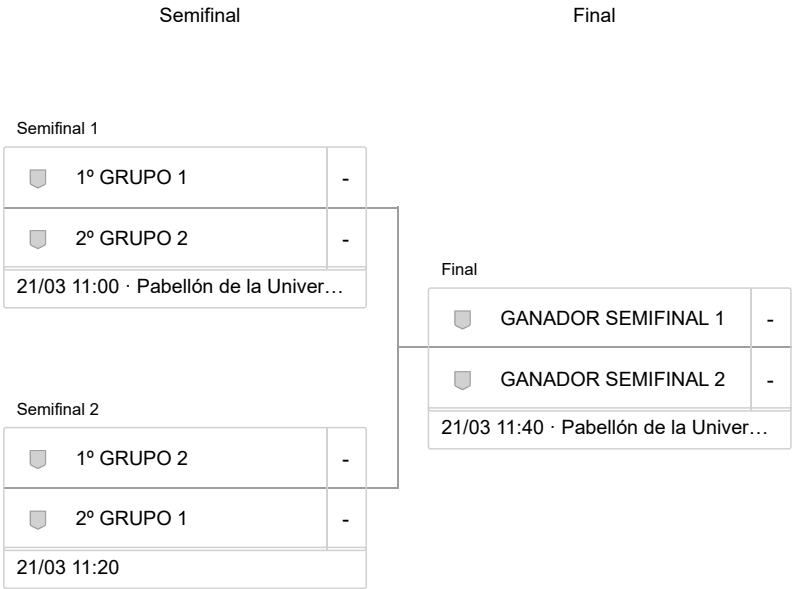 Semifinal
Final
Semifinal 1
1º GRUPO 1 -
2º GRUPO 2 -
21/03 11:00 · Pabellón de la Univer…
Final
GANADOR SEMIFINAL 1 -
GANADOR SEMIFINAL 2 -
21/03 11:40 · Pabellón de la Univer…
Semifinal 2
1º GRUPO 2 -
2º GRUPO 1 -
21/03 11:20